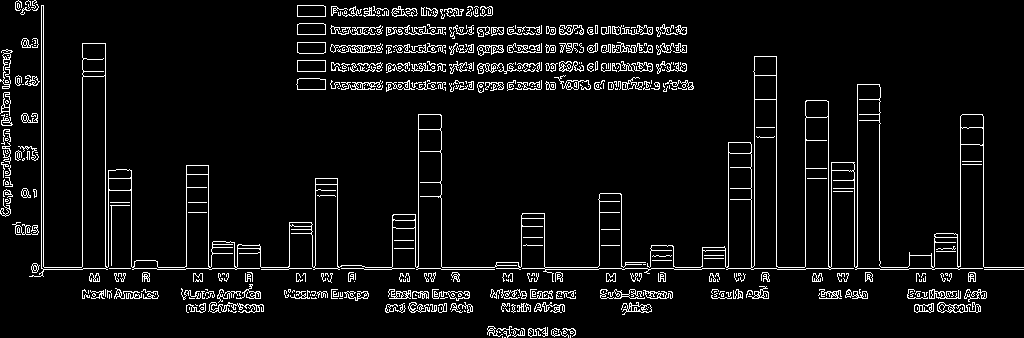 0.35
Production circa the year 2000
Increased production: yield gaps closed to 50% of attainable yields
0.3
Increased production: yield gaps closed to 75% of attainable yields
Increased production: yield gaps closed to 90% of attainable yields
0.25
Increased production: yield gaps closed to 100% of attainable yields
0.2
0.15
0.1
0.05
0
Crop production (billion tonnes)
M W R M W R M W R M W R M W R M W R M W R M W R M W R
North America
Latin America
and Caribbean
Western Europe
Eastern Europe
and Central Asia
Middle East and
North Africa
Sub-Saharan
Africa
South Asia
East Asia
Southeast Asia
and Oceania
Region and crop